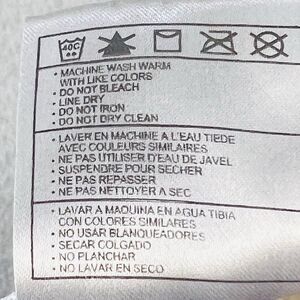 40C
• MACHINE WASH WARM
WITH LIKE COLORS
• DO NOT BLEACH
• LINE DRY
• DO NOT IRON
• DO NOT DRY CLEAN
• LAVER EN MACHINE A L'EAU TIEDE
AVEC COULEURS SIMILAIRES
• NE PAS UTILISER D'EAU DE JAVEL
• SUSPENDRE POUR SECHER
• NE PAS REPASSER
• NE PAS NETTOYER A SEC
• LAVAR A MAQUINA EN AGUA TIBIA
CON COLORES SIMILARES
• NO USAR BLANQUEADORES
• SECAR COLGADO
• NO PLANCHAR
• NO LAVAR EN SECO